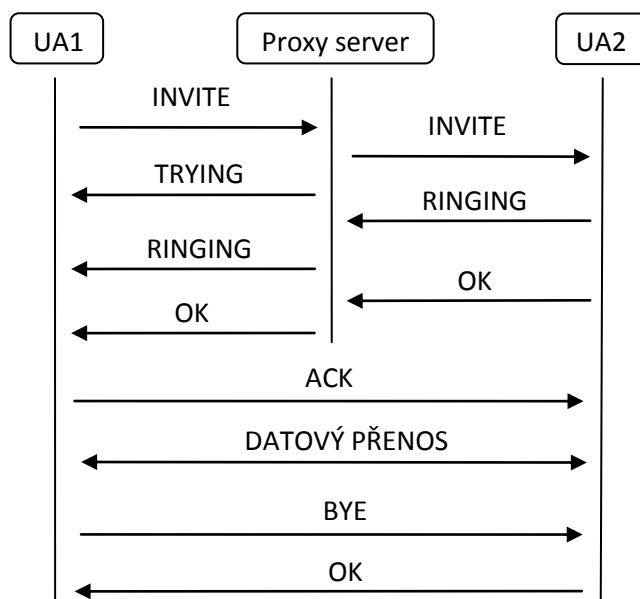 UA1
Proxy server
UA2
INVITE
INVITE
TRYING
RINGING
RINGING
OK
OK
ACK
DATOVÝ PŘENOS
BYE
OK